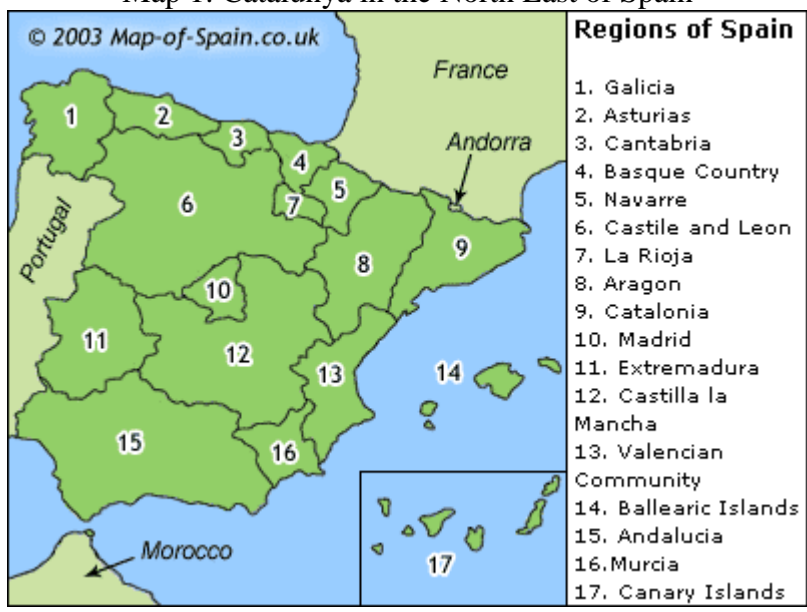 Map 1: Catalunya in the North East of Spain
© 2003 Map-of-Spain.co.uk
France
Andorra
Portugal
Morocco
1
2
3
4
5
6
7
8
9
10
11
12
13
14
15
16
17
Regions of Spain
1. Galicia
2. Asturias
3. Cantabria
4. Basque Country
5. Navarre
6. Castile and Leon
7. La Rioja
8. Aragon
9. Catalonia
10. Madrid
11. Extremadura
12. Castilla la
Mancha
13. Valencian
Community
14. Ballearic Islands
15. Andalucia
16.Murcia
17. Canary Islands